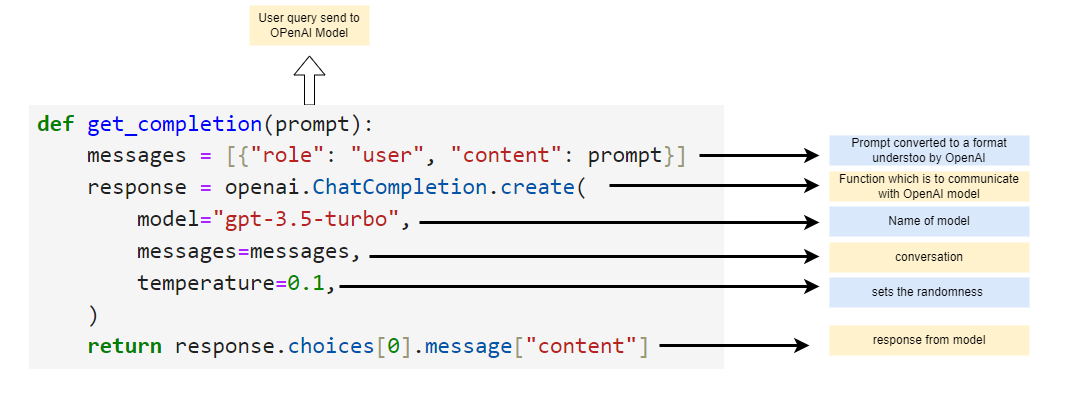 User query send to
OPenAI Model
def get_completion(prompt):
    messages = [{"role": "user", "content": prompt}]
    response = openai.ChatCompletion.create(
        model="gpt-3.5-turbo",
        messages=messages,
        temperature=0.1,
    )
    return response.choices[0].message["content"]
Prompt converted to a format
understoo by OpenAI
Function which is to communicate
with OpenAI model
Name of model
conversation
sets the randomness
response from model